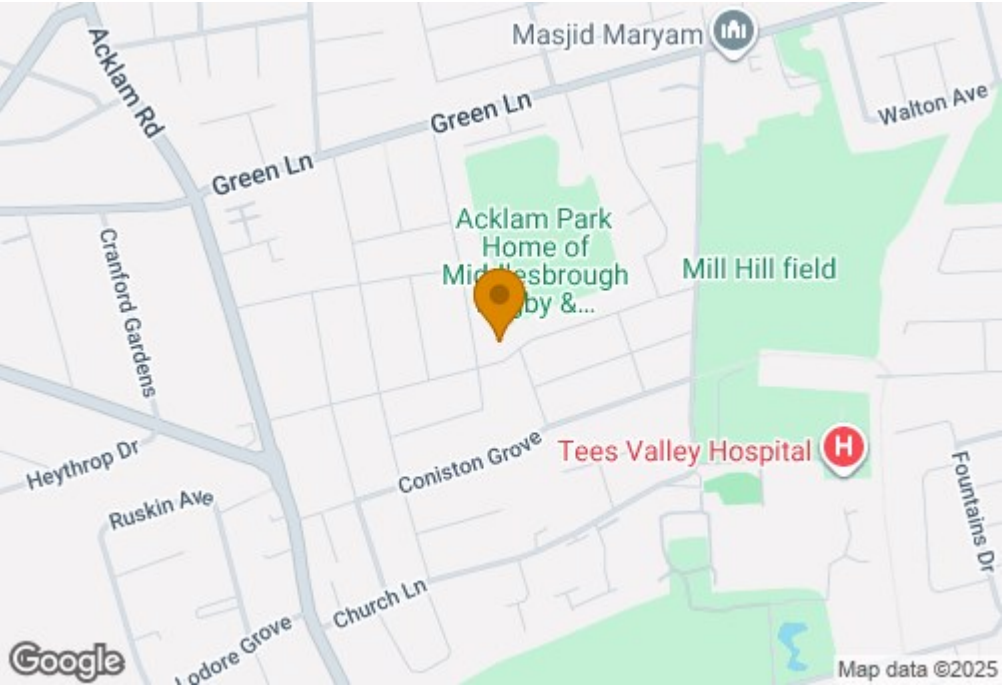 Masjid Maryam
Acklam Rd
Green Ln
Walton Ave
Green Ln
Acklam Park
Home of
Middlesbrough
&...
Mill Hill field
Cranford Gardens
Heythrop Dr
Coniston Grove
Tees Valley Hospital
H
Ruskin Ave
Fountains Dr
Church Ln
Lodore Grove
Google
Map data ©2025